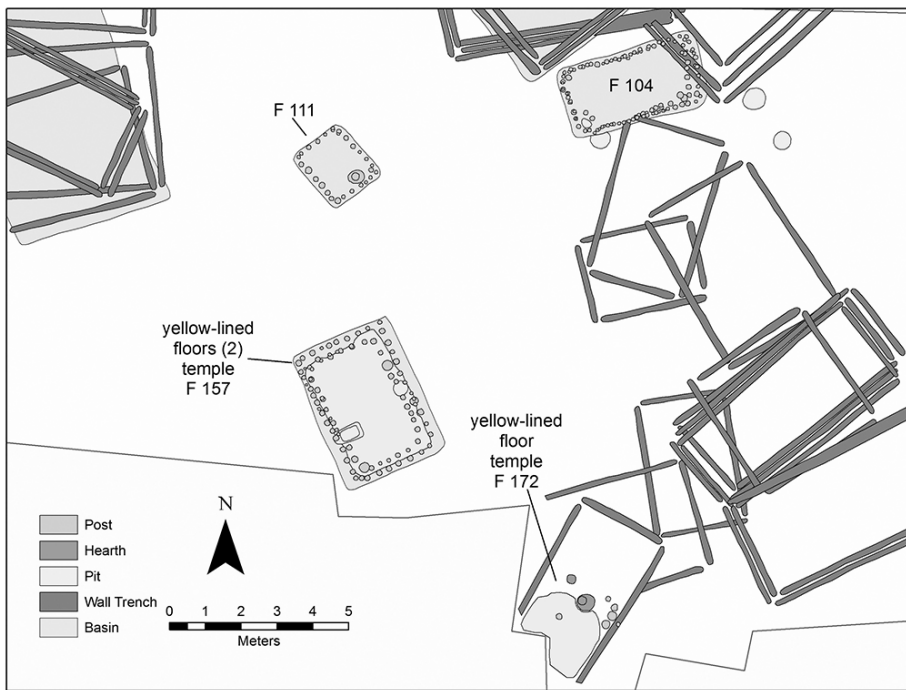 F 104
F 111
yellow-lined
floors (2)
temple
F 157
yellow-lined
floor
temple
F 172
N
Post
Hearth
Pit
Wall Trench
Basin
0 1 2 3 4 5
Meters